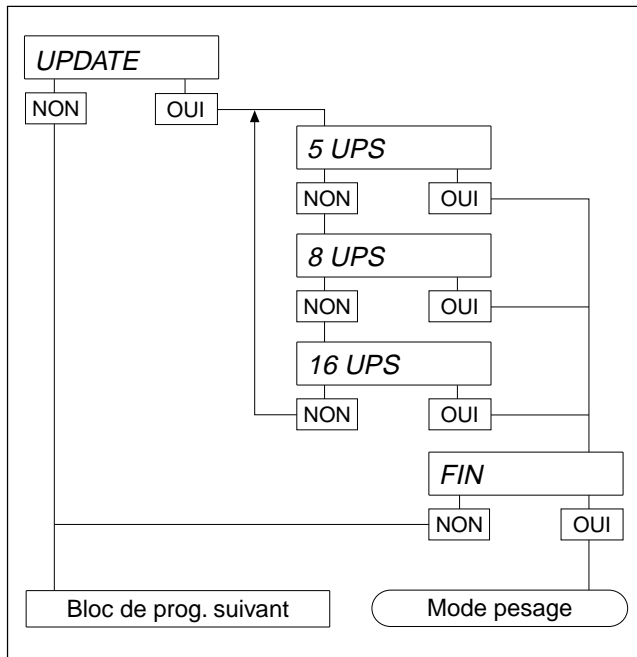 UPDATE
NON OUI
5 UPS
NON OUI
8 UPS
NON OUI
16 UPS
NON OUI
FIN
NON OUI
Bloc de prog. suivant Mode pesage